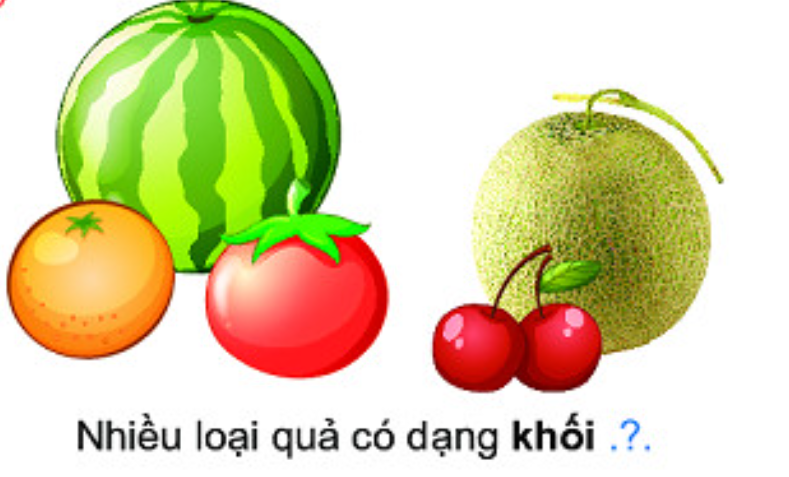 Nhiều loại quả có dạng khối .?.